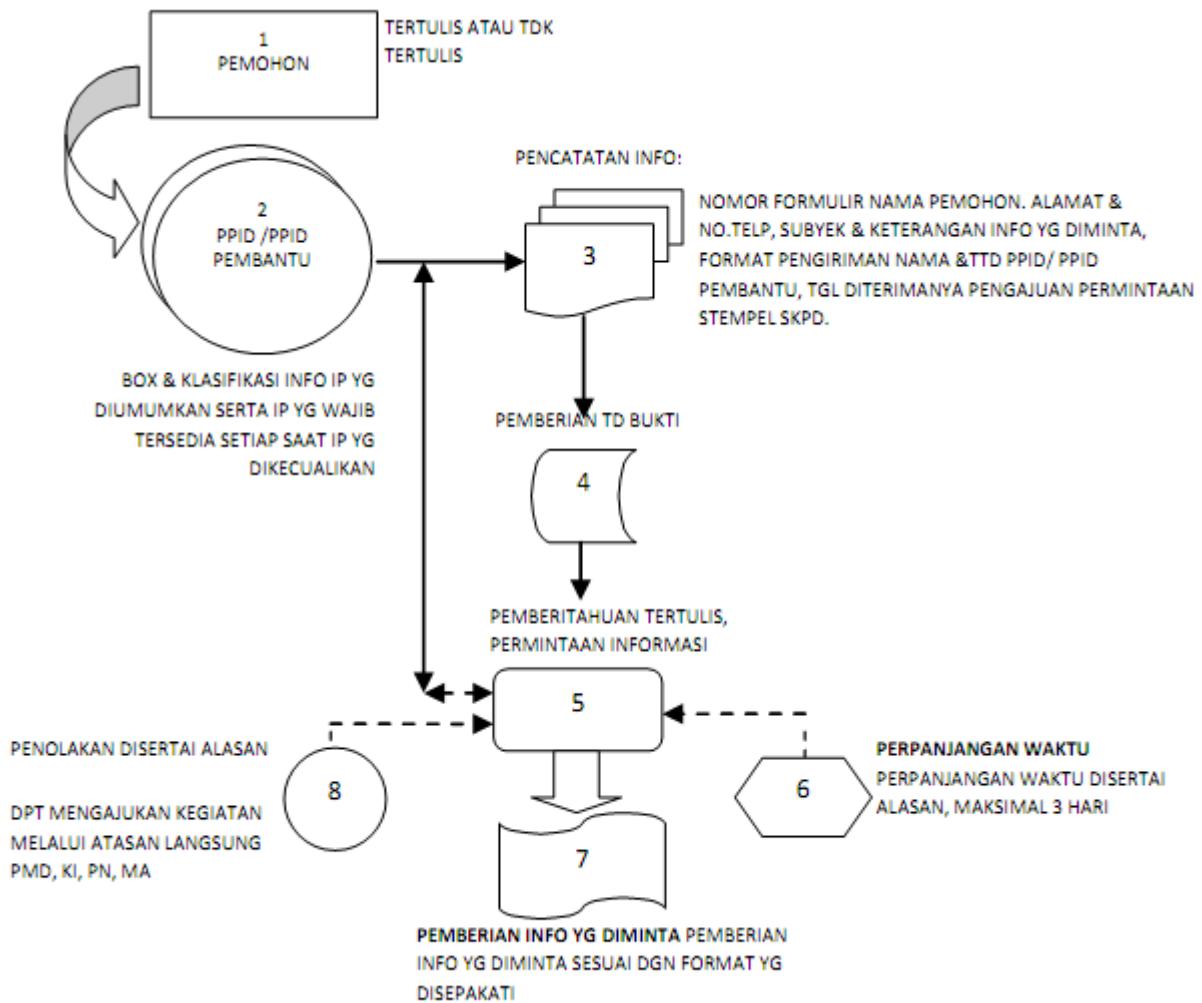 1
PEMOHON
TERTULIS ATAU TDK
TERTULIS
2
PPID /PPID
PEMBANTU
BOX & KLASIFIKASI INFO IP YG
DIUMUMKAN SERTA IP YG WAJIB
TERSEDIA SETIAP SAAT IP YG
DIKECUALIKAN
PENCATATAN INFO:
3
NOMOR FORMULIR NAMA PEMOHON. ALAMAT &
NO.TELP, SUBYEK & KETERANGAN INFO YG DIMINTA,
FORMAT PENGIRIMAN NAMA &TTD PPID/ PPID
PEMBANTU, TGL DITERIMANYA PENGAJUAN PERMINTAAN
STEMPEL SKPD.
PEMBERIAN TD BUKTI
4
PEMBERITAHUAN TERTULIS,
PERMINTAAN INFORMASI
5
PENOLAKAN DISERTAI ALASAN
DPT MENGAJUKAN KEGIATAN
MELALUI ATASAN LANGSUNG
PMD, KI, PN, MA
8
6
PERPANJANGAN WAKTU
PERPANJANGAN WAKTU DISERTAI
ALASAN, MAKSIMAL 3 HARI
7
PEMBERIAN INFO YG DIMINTA PEMBERIAN
INFO YG DIMINTA SESUAI DGN FORMAT YG
DISEPAKATI